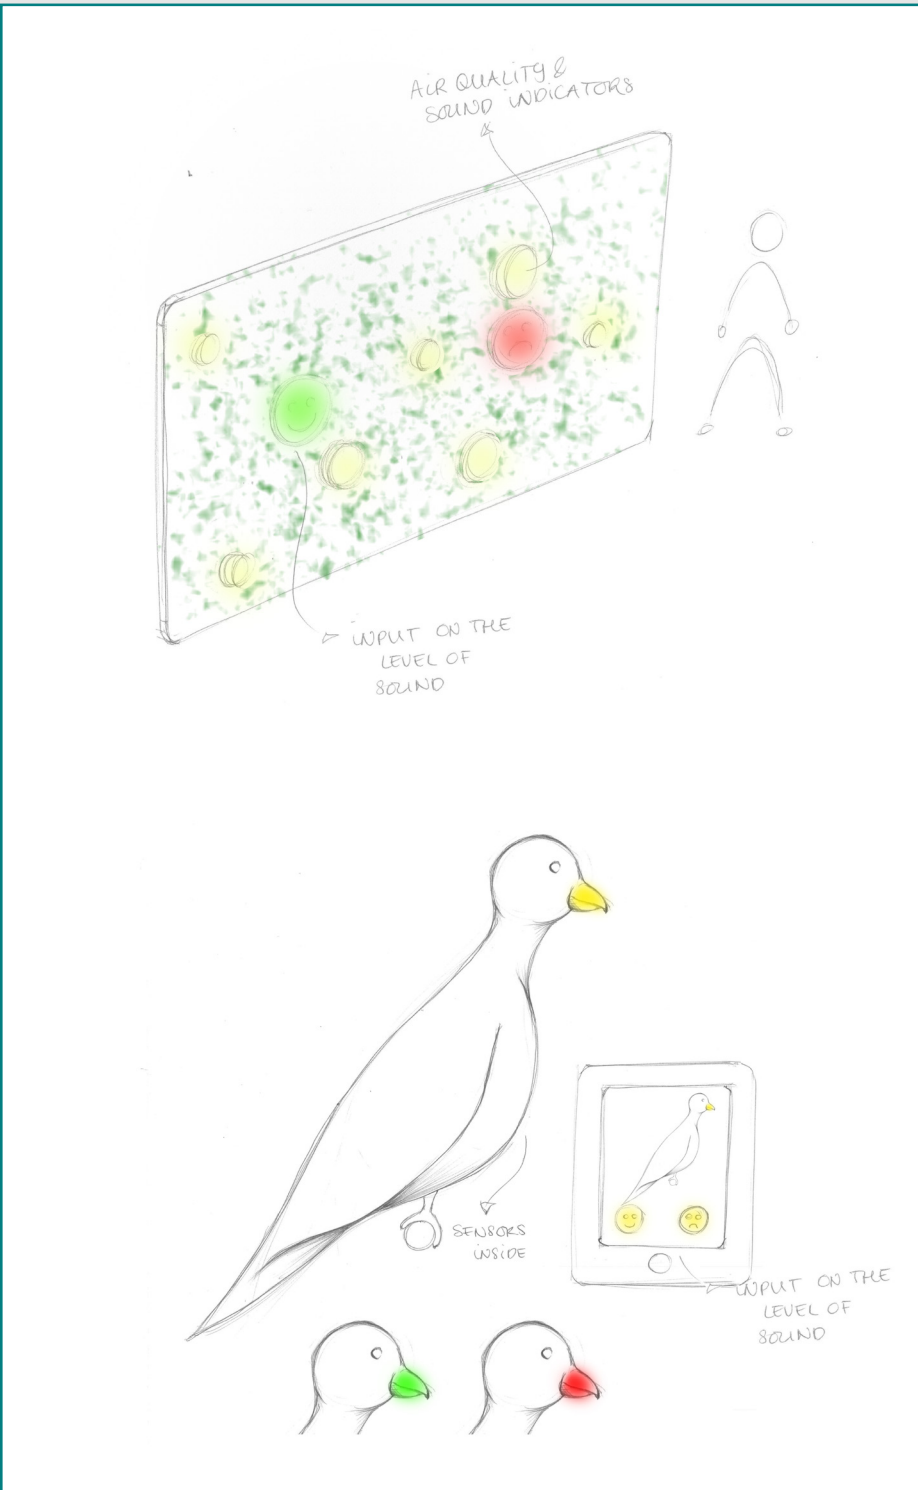 AIR QUALITY &
SOUND INDICATORS
INPUT ON THE
LEVEL OF
SOUND
SENSORS
INSIDE
INPUT ON THE
LEVEL OF
SOUND